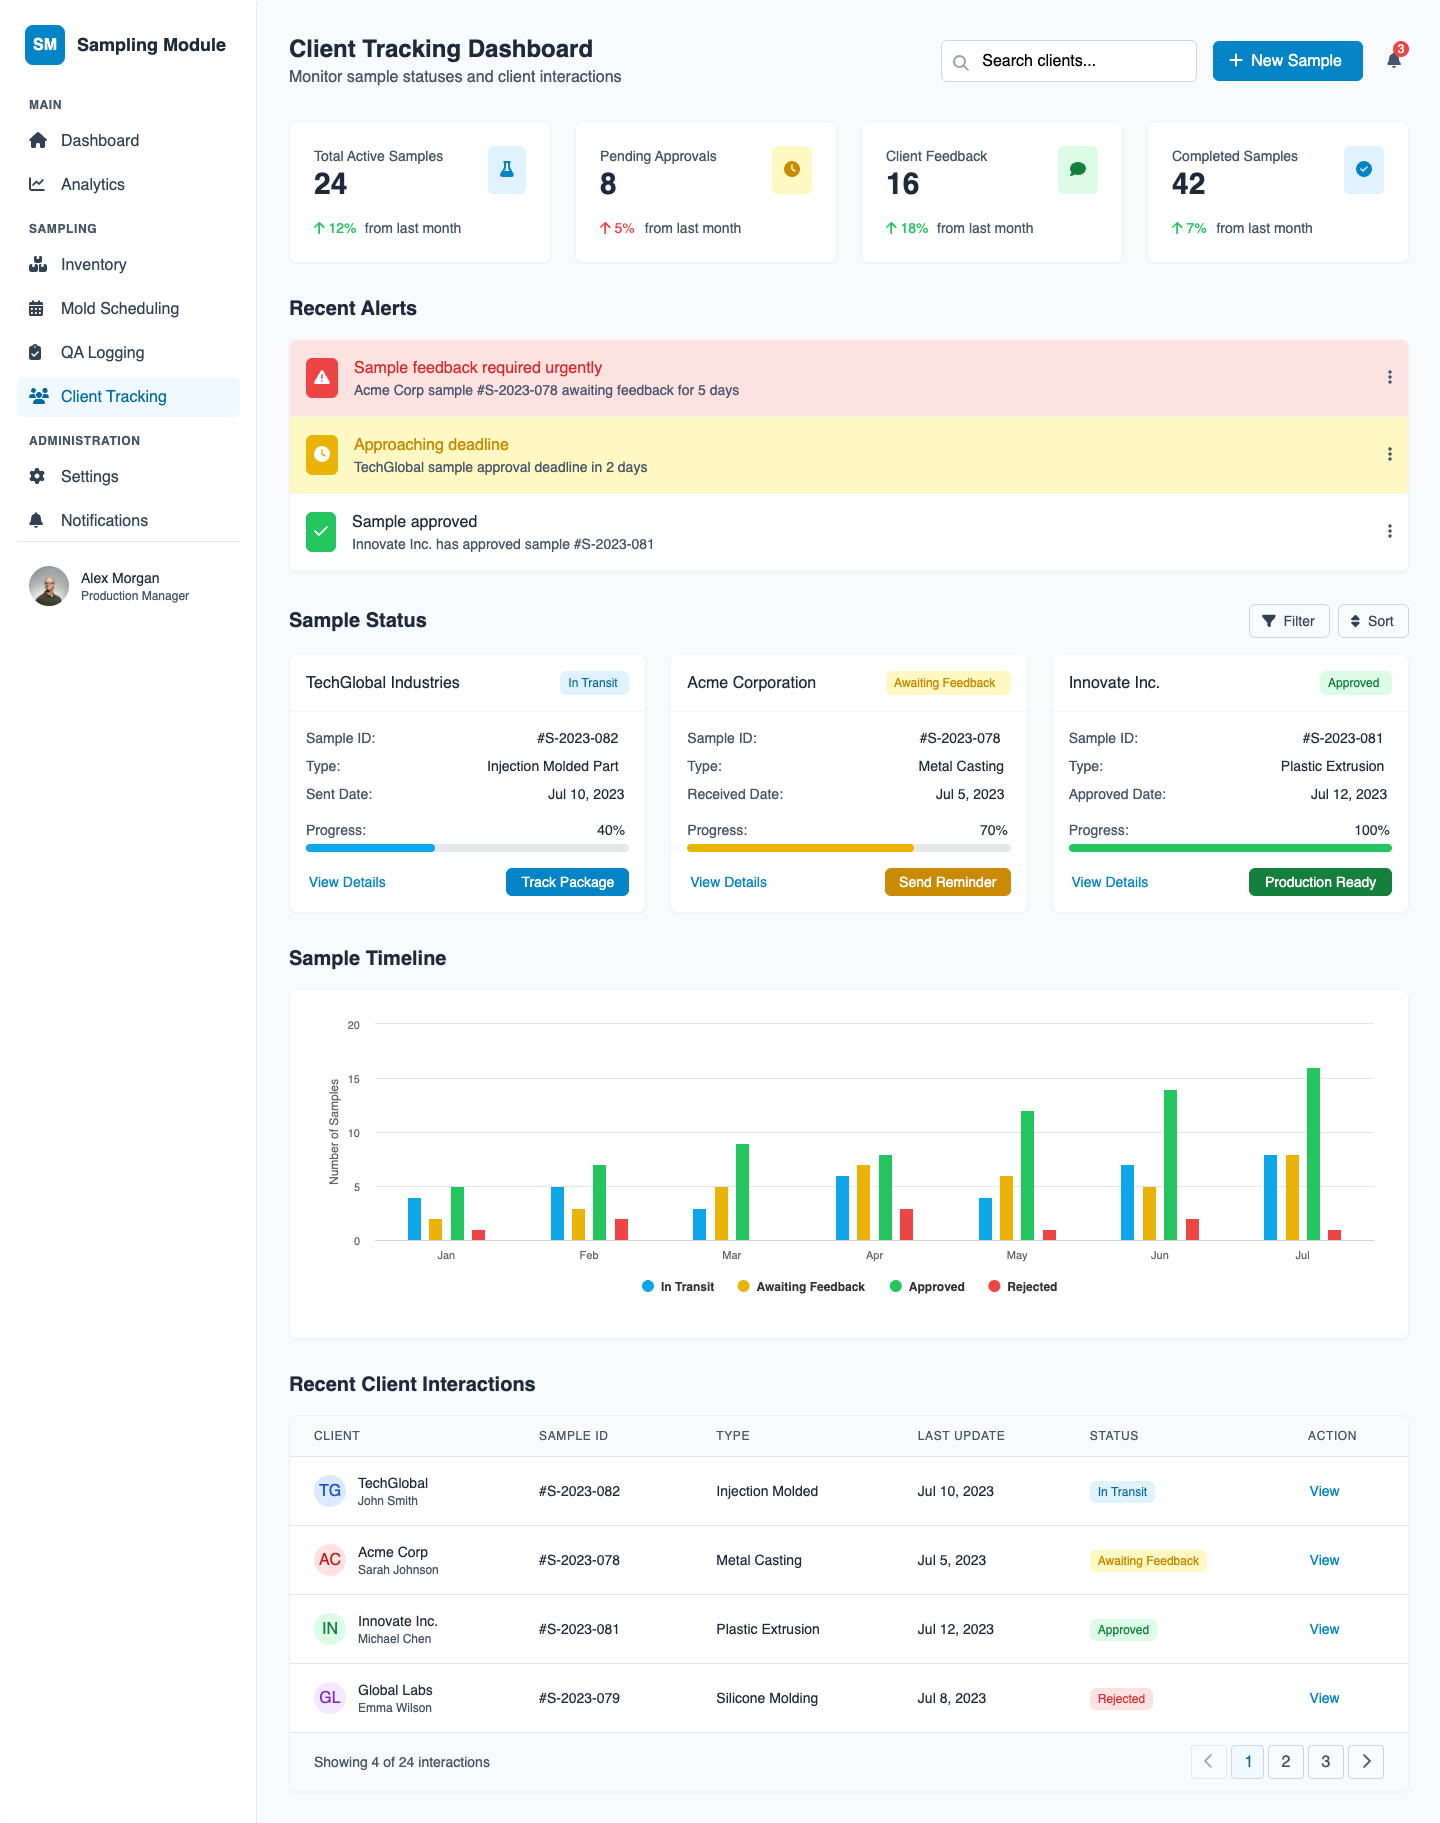 SM
Sampling Module
MAIN
Dashboard
Analytics
SAMPLING
Inventory
Mold Scheduling
QA Logging
Client Tracking
ADMINISTRATION
Settings
Notifications
Alex Morgan
Production Manager
Client Tracking Dashboard
Monitor sample statuses and client interactions
Search clients...
New Sample
3
Total Active Samples
24
12% from last month
Pending Approvals
8
5% from last month
Client Feedback
16
18% from last month
Completed Samples
42
7% from last month
Recent Alerts
Sample feedback required urgently
Acme Corp sample #S-2023-078 awaiting feedback for 5 days
Approaching deadline
TechGlobal sample approval deadline in 2 days
Sample approved
Innovate Inc. has approved sample #S-2023-081
Sample Status
Filter
Sort
TechGlobal Industries
In Transit
Sample ID: #S-2023-082
Type: Injection Molded Part
Sent Date: Jul 10, 2023
Progress: 40%
View Details
Track Package
Acme Corporation
Awaiting Feedback
Sample ID: #S-2023-078
Type: Metal Casting
Received Date: Jul 5, 2023
Progress: 70%
View Details
Send Reminder
Innovate Inc.
Approved
Sample ID: #S-2023-081
Type: Plastic Extrusion
Approved Date: Jul 12, 2023
Progress: 100%
View Details
Production Ready
Sample Timeline
Number of Samples
20
15
10
5
0
Jan Feb Mar Apr May Jun Jul
In Transit Awaiting Feedback Approved Rejected
Recent Client Interactions
CLIENT SAMPLE ID TYPE LAST UPDATE STATUS ACTION
TG
TechGlobal
John Smith
#S-2023-082 Injection Molded Jul 10, 2023 In Transit View
AC
Acme Corp
Sarah Johnson
#S-2023-078 Metal Casting Jul 5, 2023 Awaiting Feedback View
IN
Innovate Inc.
Michael Chen
#S-2023-081 Plastic Extrusion Jul 12, 2023 Approved View
GL
Global Labs
Emma Wilson
#S-2023-079 Silicone Molding Jul 8, 2023 Rejected View
Showing 4 of 24 interactions
1 2 3